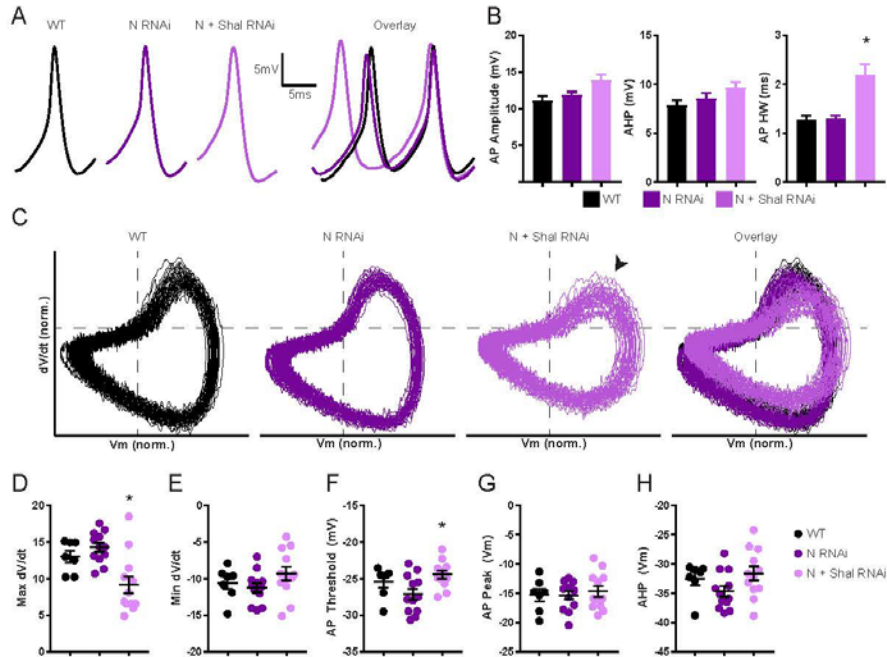 A
WT
N RNAi
N + Shal RNAi
Overlay
5mV
5ms
B
AP Amplitude (mV)
20
15
10
5
0
AHP (mV)
15
10
5
0
AP HW (ms)
3
2
1
0
*
WT
N RNAi
N + Shal RNAi
C
WT
N RNAi
N + Shal RNAi
Overlay
dV/dt (norm.)
Vm (norm.)
Vm (norm.)
Vm (norm.)
Vm (norm.)
D
Max dV/dt
20
15
10
5
0
*
E
Min dV/dt
0
-5
-10
-15
-20
F
AP Threshold (mV)
-15
-20
-25
-30
-35
*
G
AP Peak (Vm)
0
-5
-10
-15
-20
-25
H
AHP (Vm)
-20
-25
-30
-35
-40
-45
WT
N RNAi
N + Shal RNAi